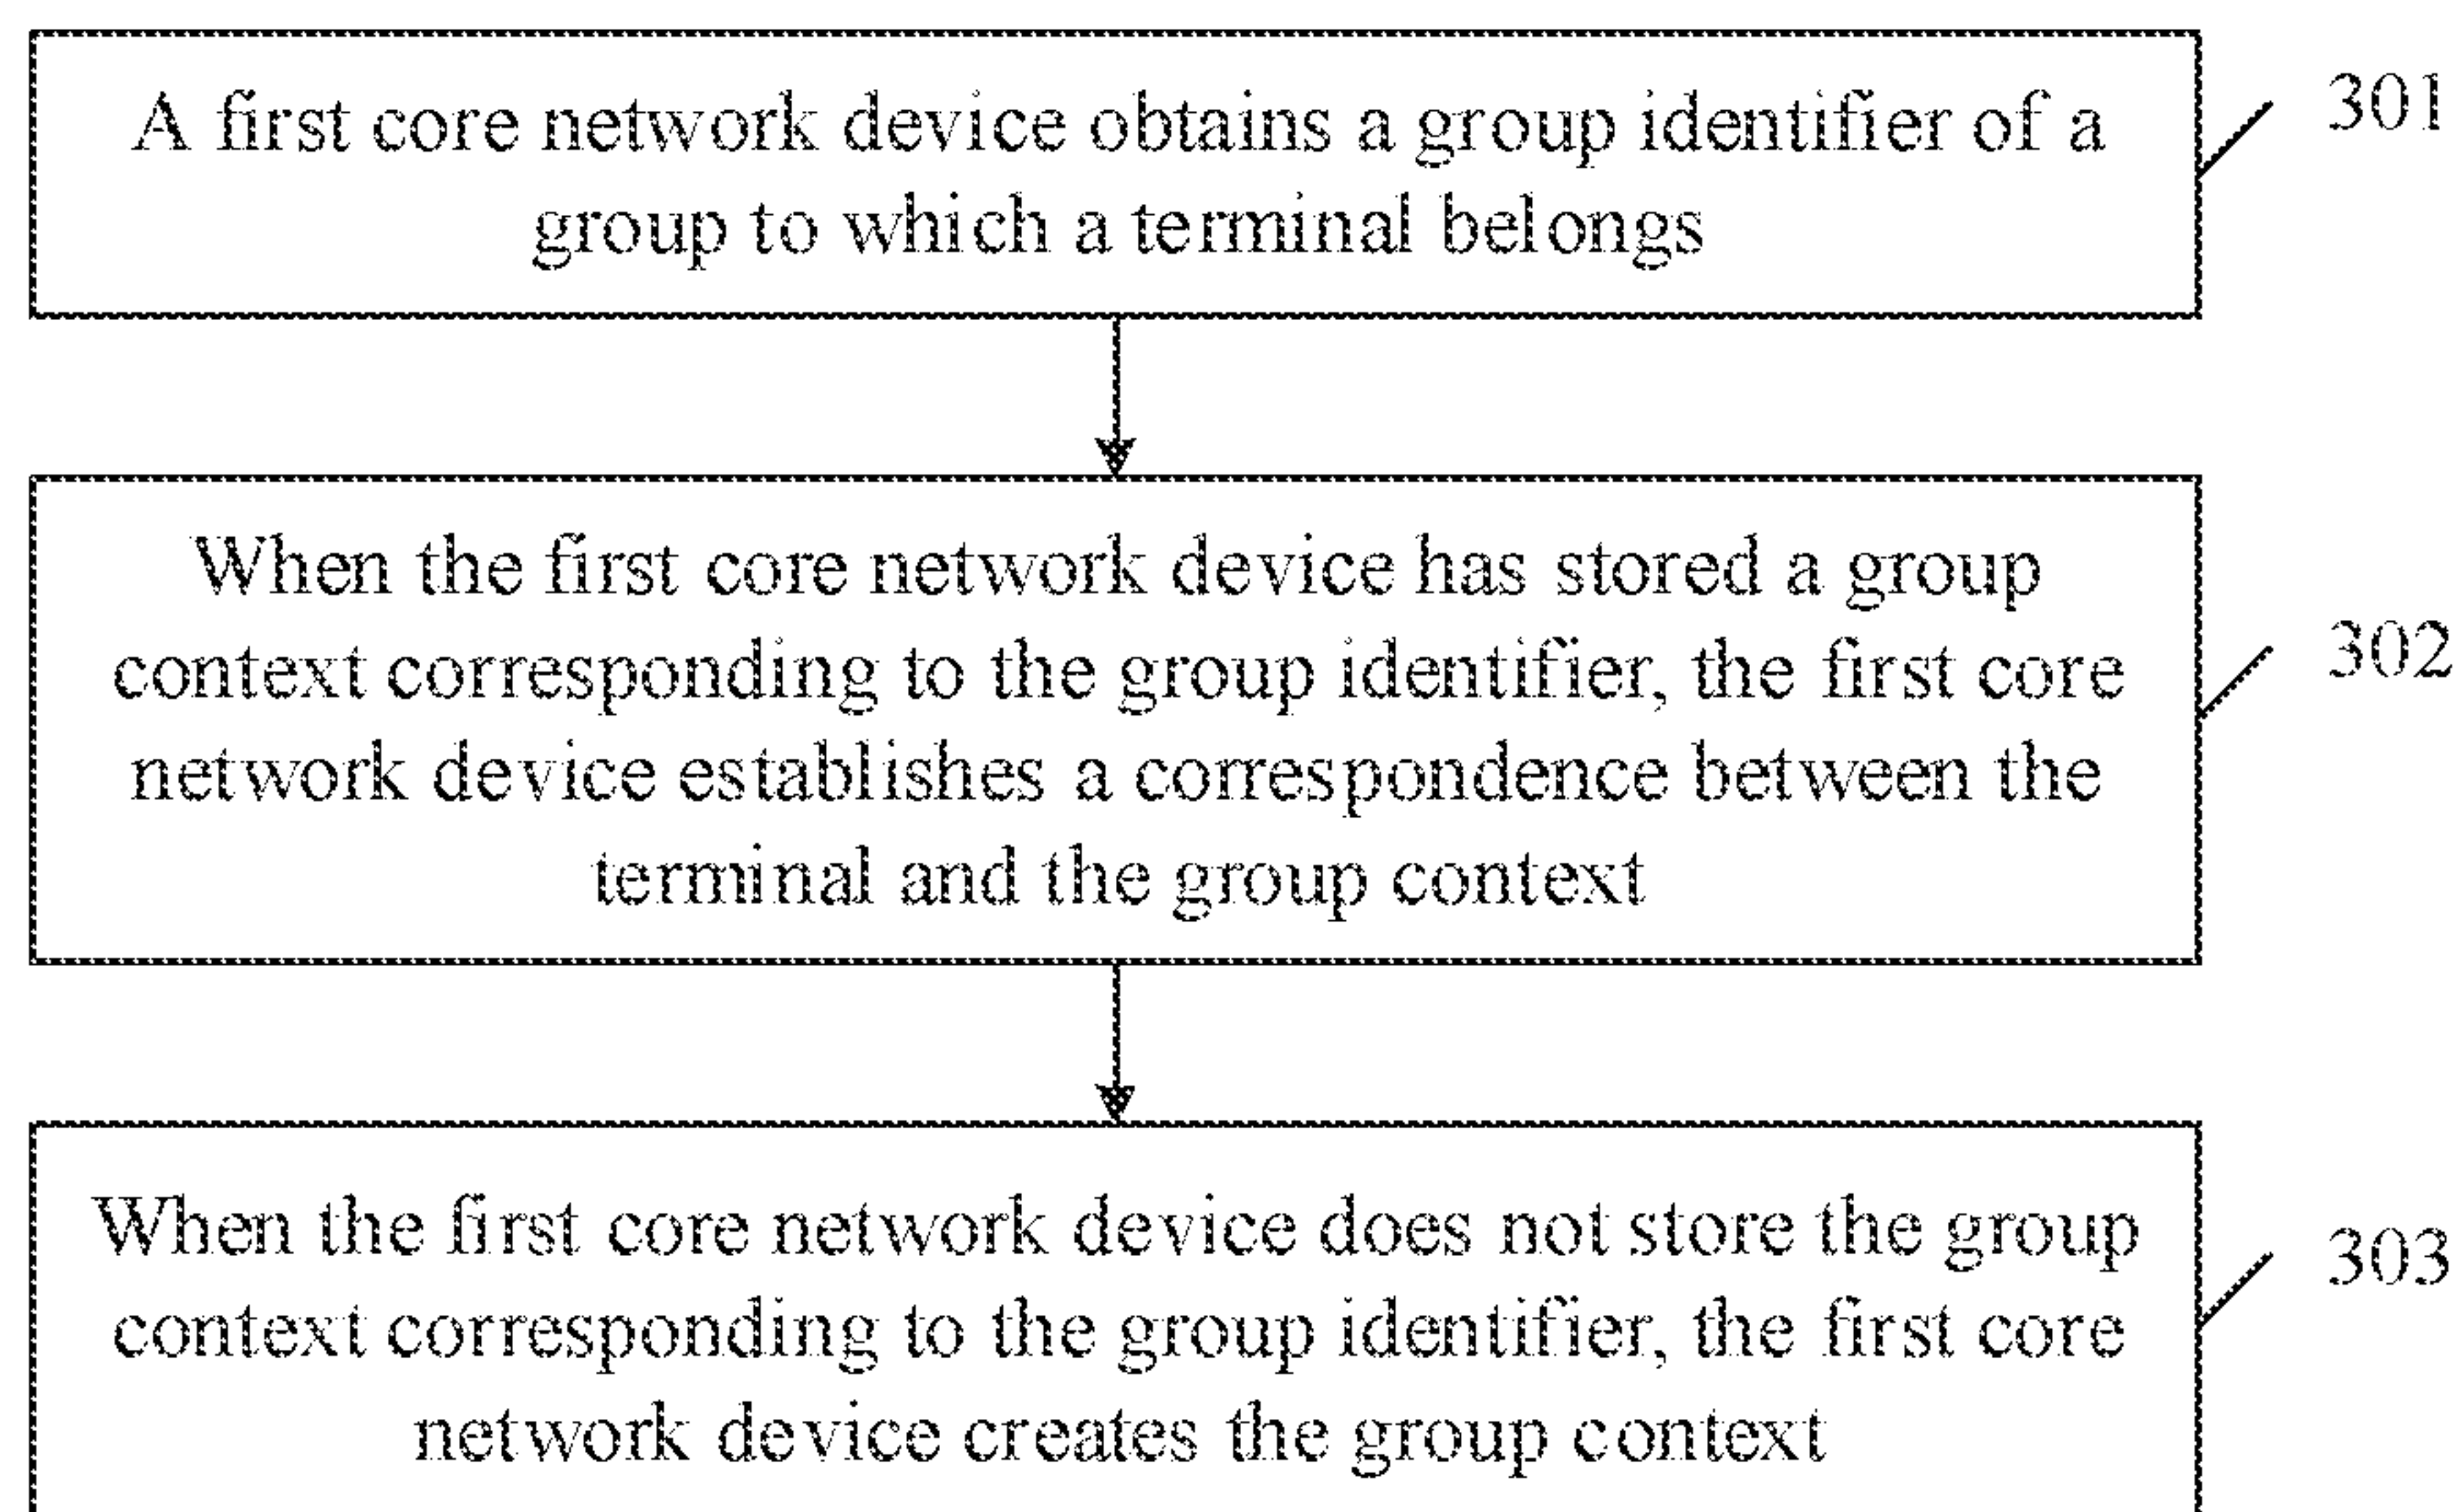 A first core network device obtains a group identifier of a
group to which a terminal belongs
301
When the first core network device has stored a group
context corresponding to the group identifier, the first core
network device establishes a correspondence between the
terminal and the group context
302
When the first core network device does not store the group
context corresponding to the group identifier, the first core
network device creates the group context
303